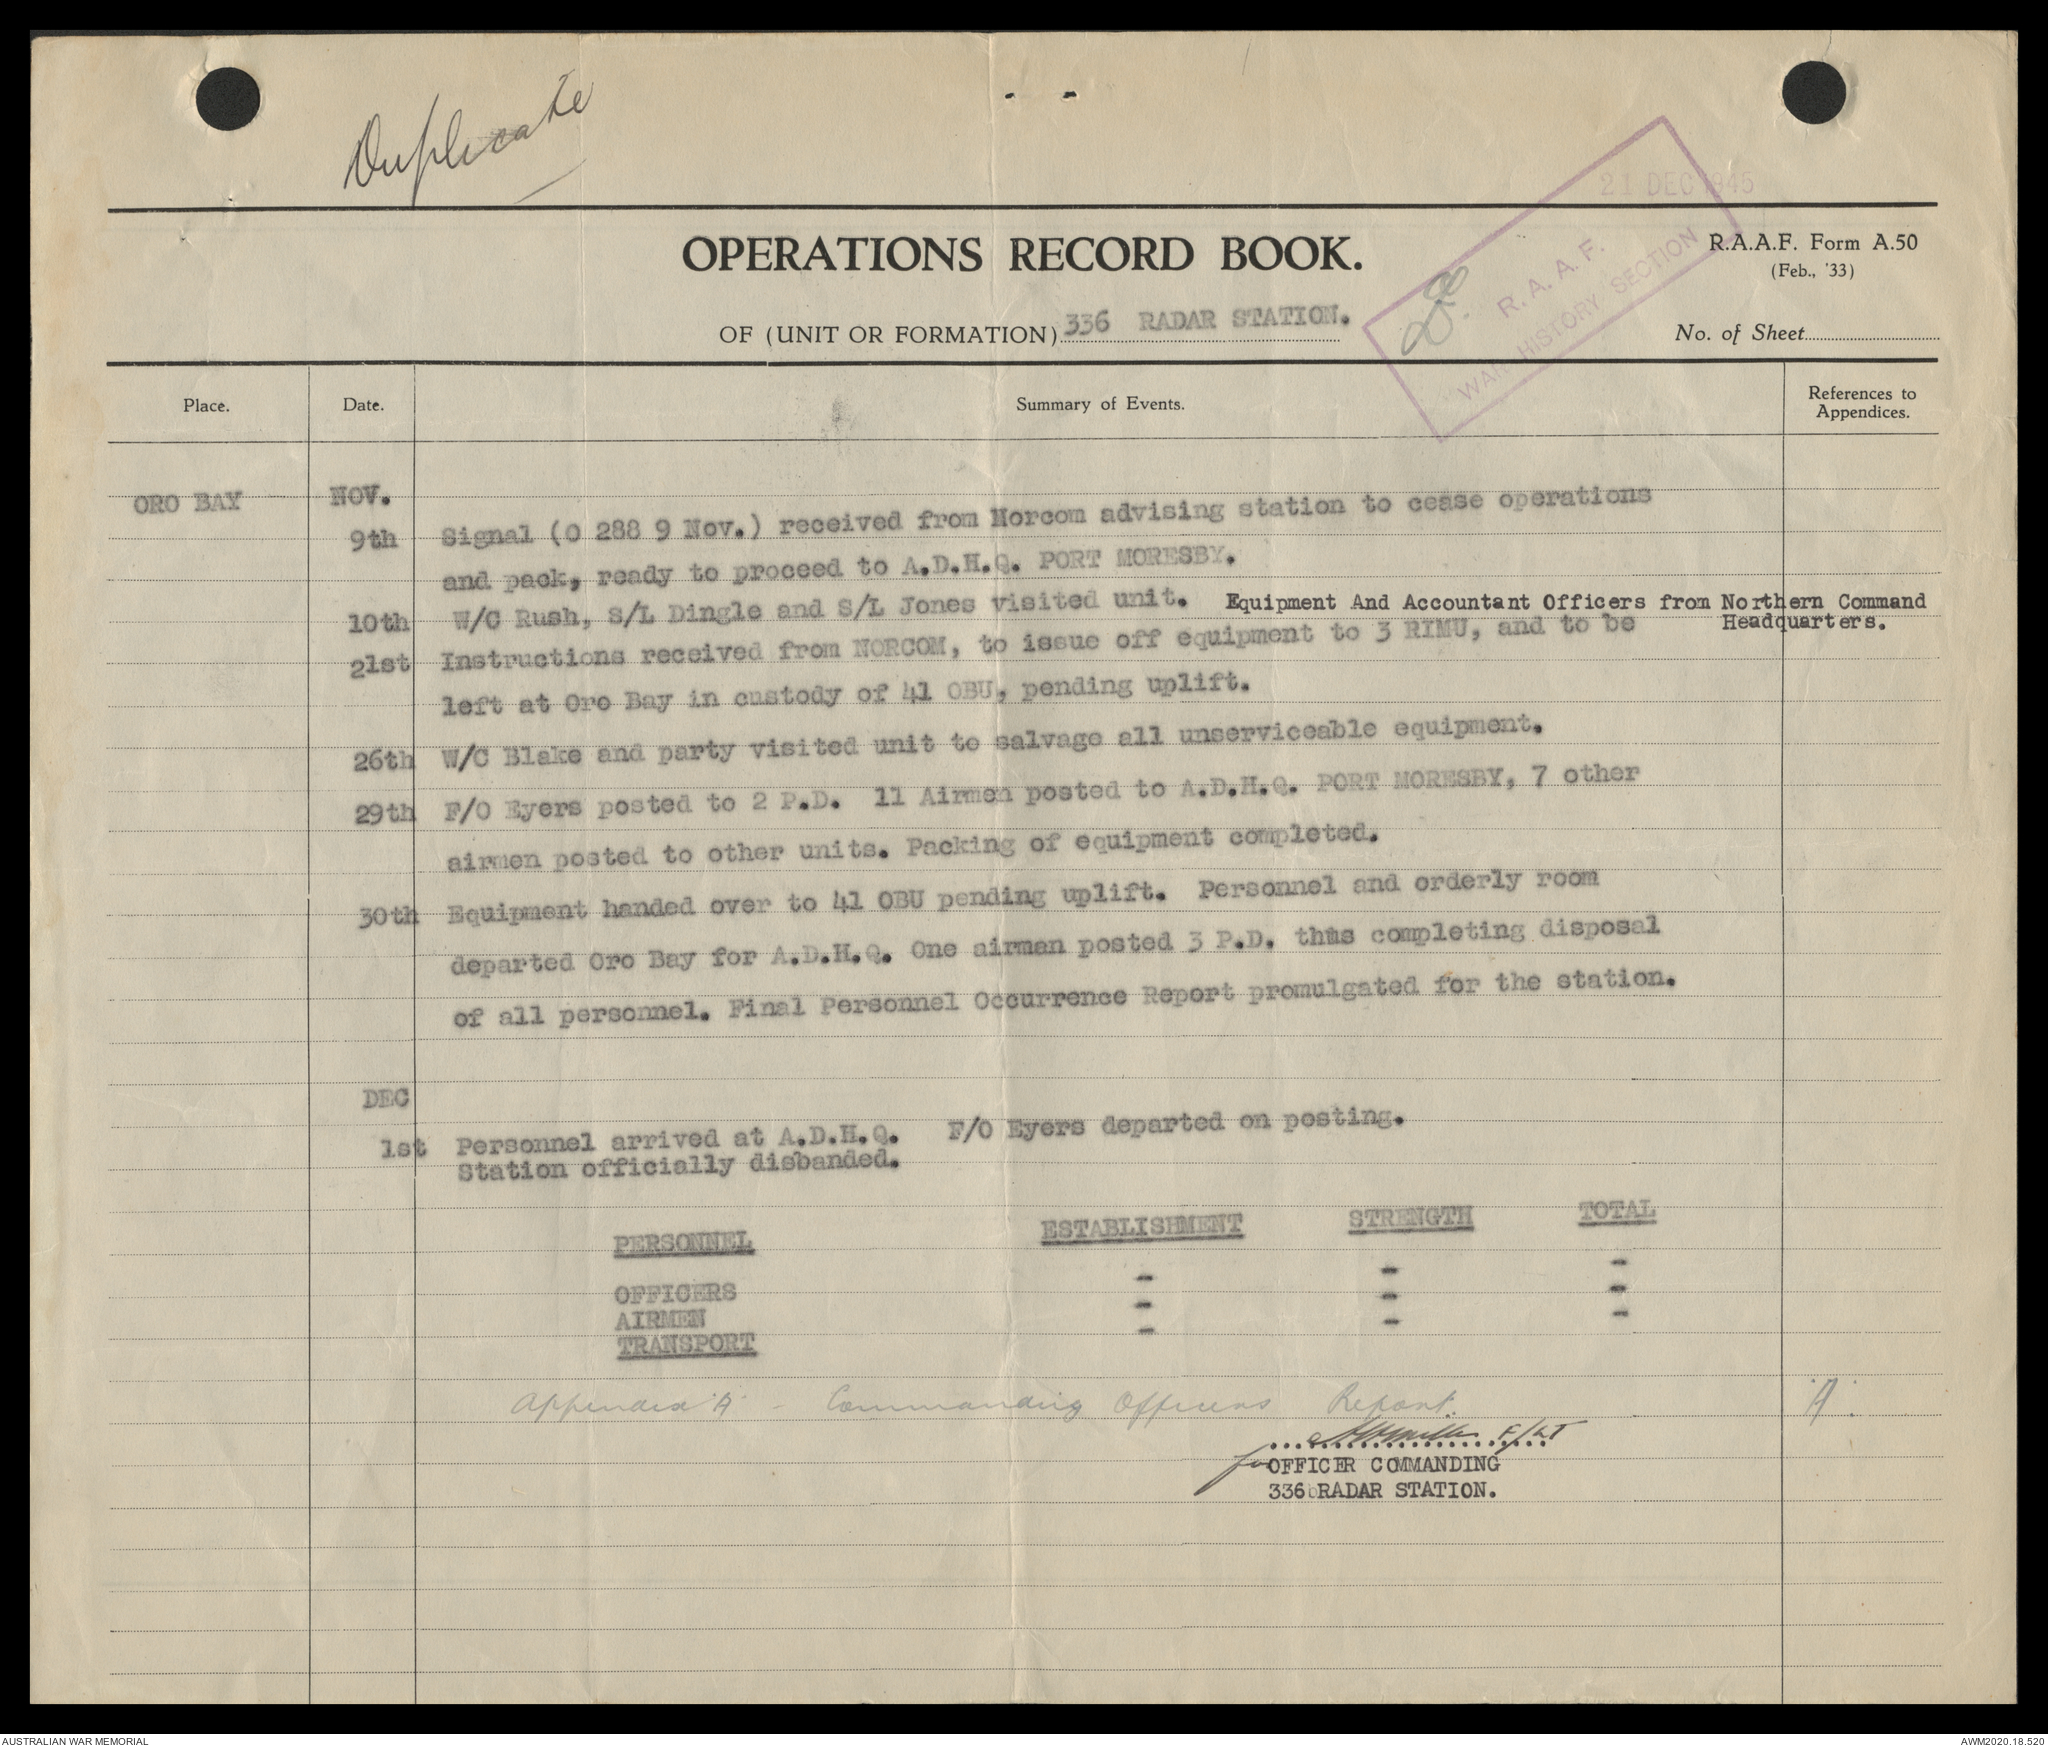 Duplicate
21 DEC 1945
OPERATIONS RECORD BOOK.
R.A.A.F. Form A.50
(Feb., '33)
R. A. A. F.
WAR HISTORY SECTION
OF (UNIT OR FORMATION) 336 RADAR STATION.
No. of Sheet
Place. Date. Summary of Events. References to Appendices.
ORO BAY NOV.
9th Signal (O 288 9 Nov.) received from Norcom advising station to cease operations
and pack, ready to proceed to A.D.H.Q. PORT MORESBY.
10th W/C Rush, S/L Dingle and S/L Jones visited unit. Equipment And Accountant Officers from Northern Command
Headquarters.
21st Instructions received from NORCOM, to issue off equipment to 3 RIMU, and to be
left at Oro Bay in custody of 41 OBU, pending uplift.
26th W/C Blake and party visited unit to salvage all unserviceable equipment.
29th F/O Eyers posted to 2 P.D. 11 Airmen posted to A.D.H.Q. PORT MORESBY, 7 other
airmen posted to other units. Packing of equipment completed.
30th Equipment handed over to 41 OBU pending uplift. Personnel and orderly room
departed Oro Bay for A.D.H.Q. One airman posted 3 P.D. thus completing disposal
of all personnel. Final Personnel Occurrence Report promulgated for the station.
DEC
1st Personnel arrived at A.D.H.Q. F/O Eyers departed on posting.
Station officially disbanded.
PERSONNEL ESTABLISHMENT STRENGTH TOTAL
OFFICERS - - -
AIRMEN - - -
TRANSPORT - - -
Appendix 'A' - Commanding Officers Report. 'A'.
F/LT
for OFFICER COMMANDING
336 RADAR STATION.
AUSTRALIAN WAR MEMORIAL
AWM2020.18.520